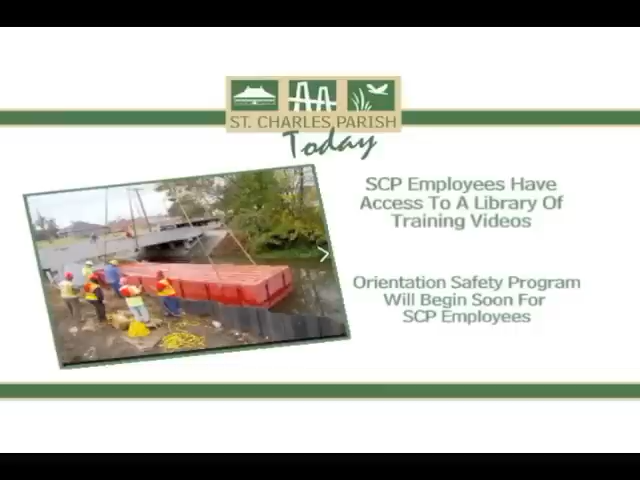 ST. CHARLES PARISH
Today
SCP Employees Have
Access To A Library Of
Training Videos
Orientation Safety Program
Will Begin Soon For
SCP Employees